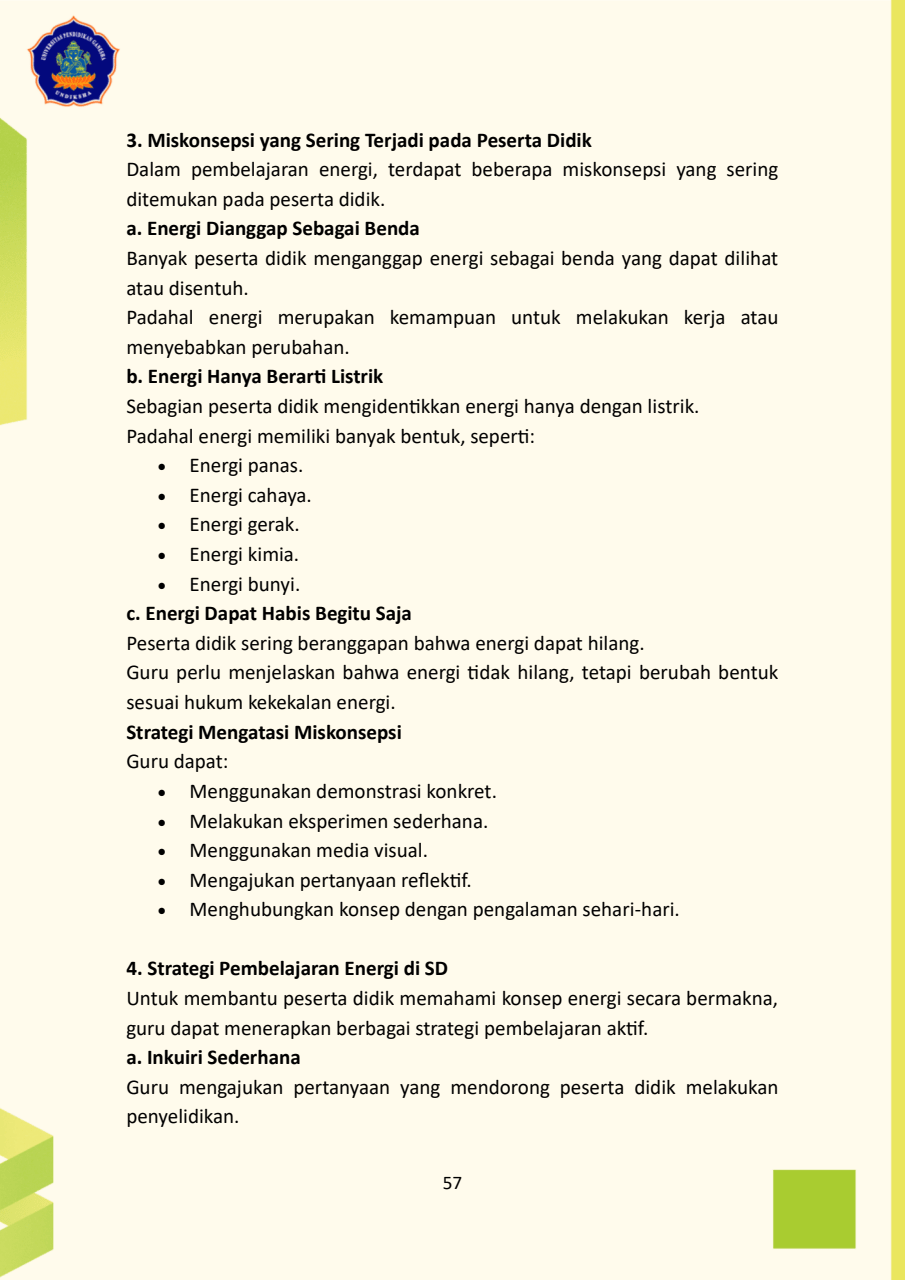 UNIVERSITAS PENDIDIKAN GANESHA
UNDIKSHA
3. Miskonsepsi yang Sering Terjadi pada Peserta Didik
Dalam pembelajaran energi, terdapat beberapa miskonsepsi yang sering
ditemukan pada peserta didik.
a. Energi Dianggap Sebagai Benda
Banyak peserta didik menganggap energi sebagai benda yang dapat dilihat
atau disentuh.
Padahal energi merupakan kemampuan untuk melakukan kerja atau
menyebabkan perubahan.
b. Energi Hanya Berarti Listrik
Sebagian peserta didik mengidentikkan energi hanya dengan listrik.
Padahal energi memiliki banyak bentuk, seperti:
• Energi panas.
• Energi cahaya.
• Energi gerak.
• Energi kimia.
• Energi bunyi.
c. Energi Dapat Habis Begitu Saja
Peserta didik sering beranggapan bahwa energi dapat hilang.
Guru perlu menjelaskan bahwa energi tidak hilang, tetapi berubah bentuk
sesuai hukum kekekalan energi.
Strategi Mengatasi Miskonsepsi
Guru dapat:
• Menggunakan demonstrasi konkret.
• Melakukan eksperimen sederhana.
• Menggunakan media visual.
• Mengajukan pertanyaan reflektif.
• Menghubungkan konsep dengan pengalaman sehari-hari.
4. Strategi Pembelajaran Energi di SD
Untuk membantu peserta didik memahami konsep energi secara bermakna,
guru dapat menerapkan berbagai strategi pembelajaran aktif.
a. Inkuiri Sederhana
Guru mengajukan pertanyaan yang mendorong peserta didik melakukan
penyelidikan.
57